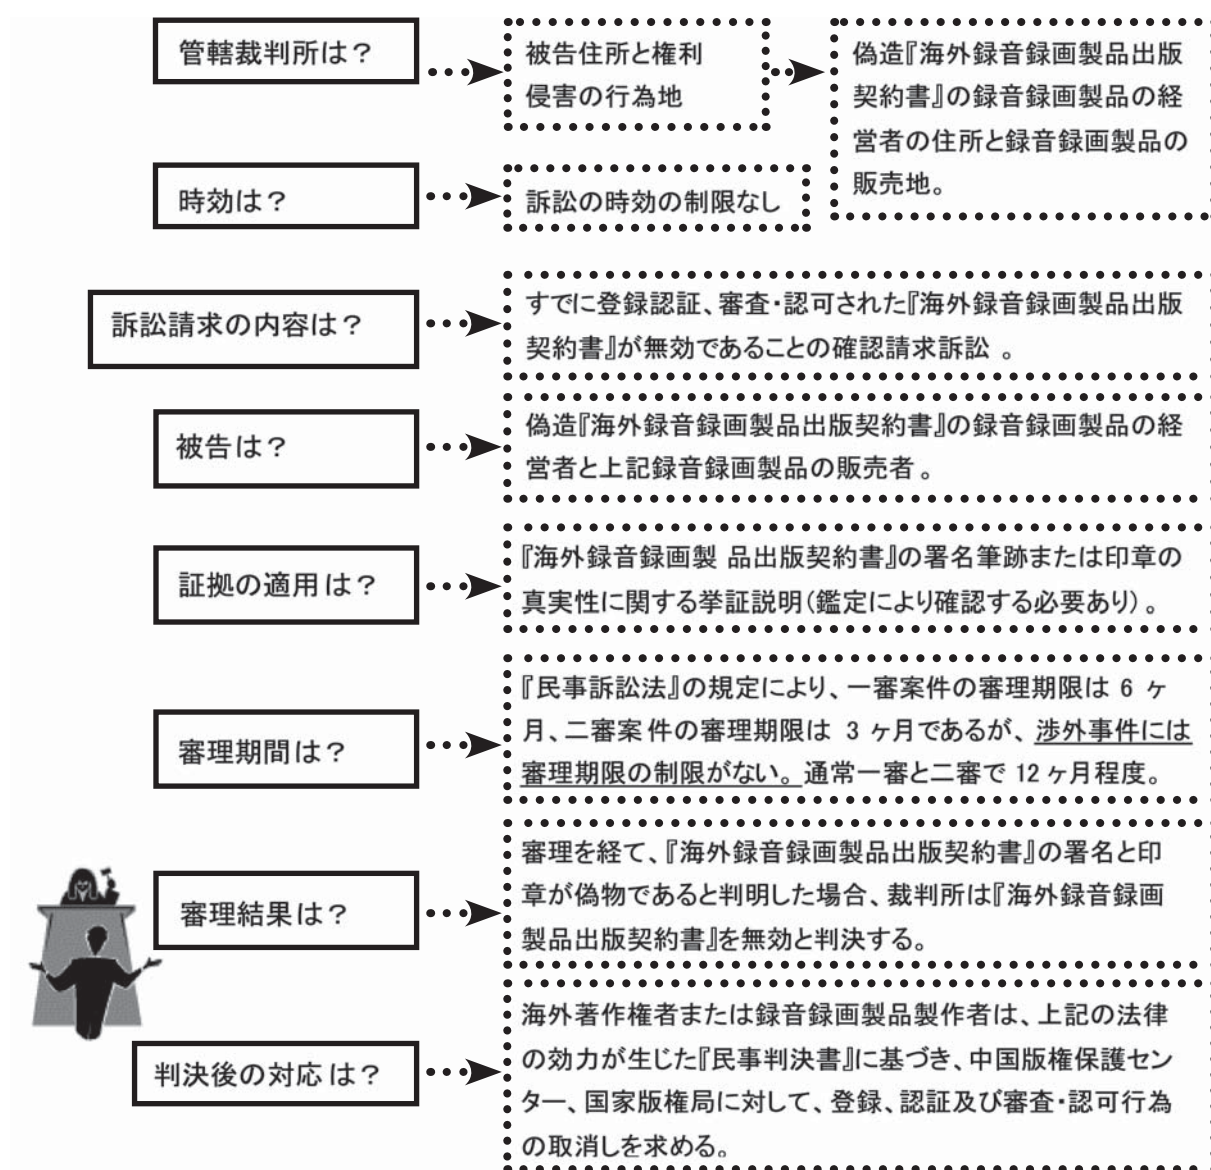 管轄裁判所は？
被告住所と権利
侵害の行為地
偽造『海外録音録画製品出版
契約書』の録音録画製品の経
営者の住所と録音録画製品の
販売地。
時効は？
訴訟の時効の制限なし
訴訟請求の内容は？
すでに登録認証、審査・認可された『海外録音録画製品出版
契約書』が無効であることの確認請求訴訟 。
被告は？
偽造『海外録音録画製品出版契約書』の録音録画製品の経
営者と上記録音録画製品の販売者。
証拠の適用は？
『海外録音録画製 品出版契約書』の署名筆跡または印章の
真実性に関する挙証説明（鑑定により確認する必要あり）。
審理期間は？
『民事訴訟法』の規定により、一審案件の審理期限は 6 ヶ
月、二審案件の審理期限は 3 ヶ月であるが、渉外事件には
審理期限の制限がない。通常一審と二審で 12 ヶ月程度。
審理結果は？
審理を経て、『海外録音録画製品出版契約書』の署名と印
章が偽物であると判明した場合、裁判所は『海外録音録画
製品出版契約書』を無効と判決する。
判決後の対応は？
海外著作権者または録音録画製品製作者は、上記の法律
の効力が生じた『民事判決書』に基づき、中国版権保護セン
ター、国家版権局に対して、登録、認証及び審査・認可行為
の取消しを求める。